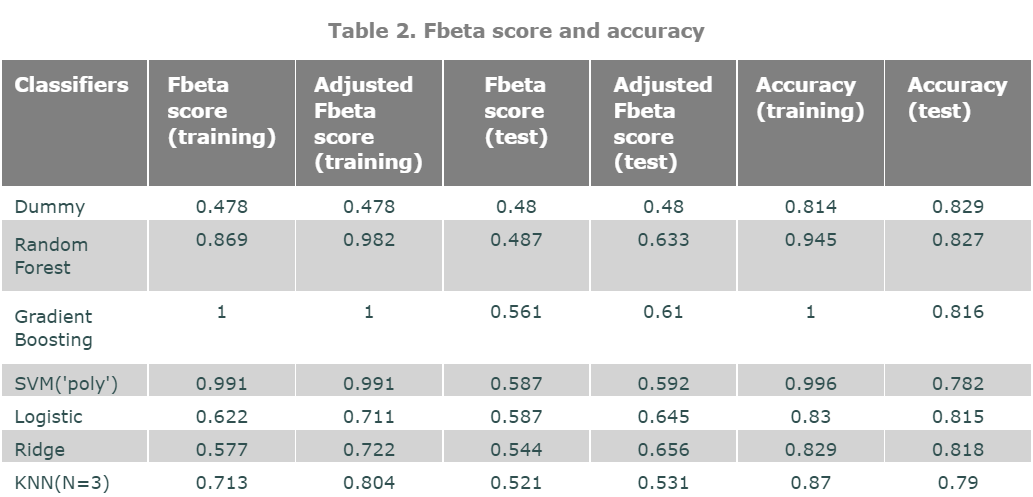 Table 2. Fbeta score and accuracy
Classifiers Fbeta score (training) Adjusted Fbeta score (training) Fbeta score (test) Adjusted Fbeta score (test) Accuracy (training) Accuracy (test)
Dummy 0.478 0.478 0.48 0.48 0.814 0.829
Random Forest 0.869 0.982 0.487 0.633 0.945 0.827
Gradient Boosting 1 1 0.561 0.61 1 0.816
SVM('poly') 0.991 0.991 0.587 0.592 0.996 0.782
Logistic 0.622 0.711 0.587 0.645 0.83 0.815
Ridge 0.577 0.722 0.544 0.656 0.829 0.818
KNN(N=3) 0.713 0.804 0.521 0.531 0.87 0.79